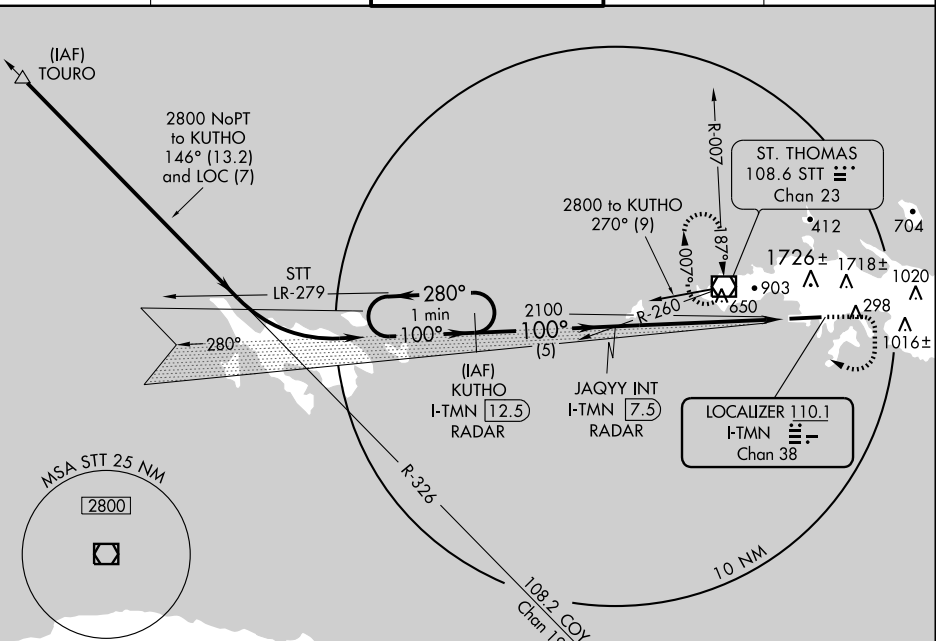 (IAF)
TOURO
2800 NoPT
to KUTHO
146° (13.2)
and LOC (7)
R-007
ST. THOMAS
108.6 STT
Chan 23
2800 to KUTHO
270° (9)
412
704
187°
007°
1726±
1718±
1020
903
650
298
1016±
STT
LR-279
280°
1 min
100°
280°
2100
100°
(5)
R-260
(IAF)
KUTHO
I-TMN 12.5
RADAR
JAQYY INT
I-TMN 7.5
RADAR
LOCALIZER 110.1
I-TMN
Chan 38
R-326
MSA STT 25 NM
2800
10 NM
108.2 COY